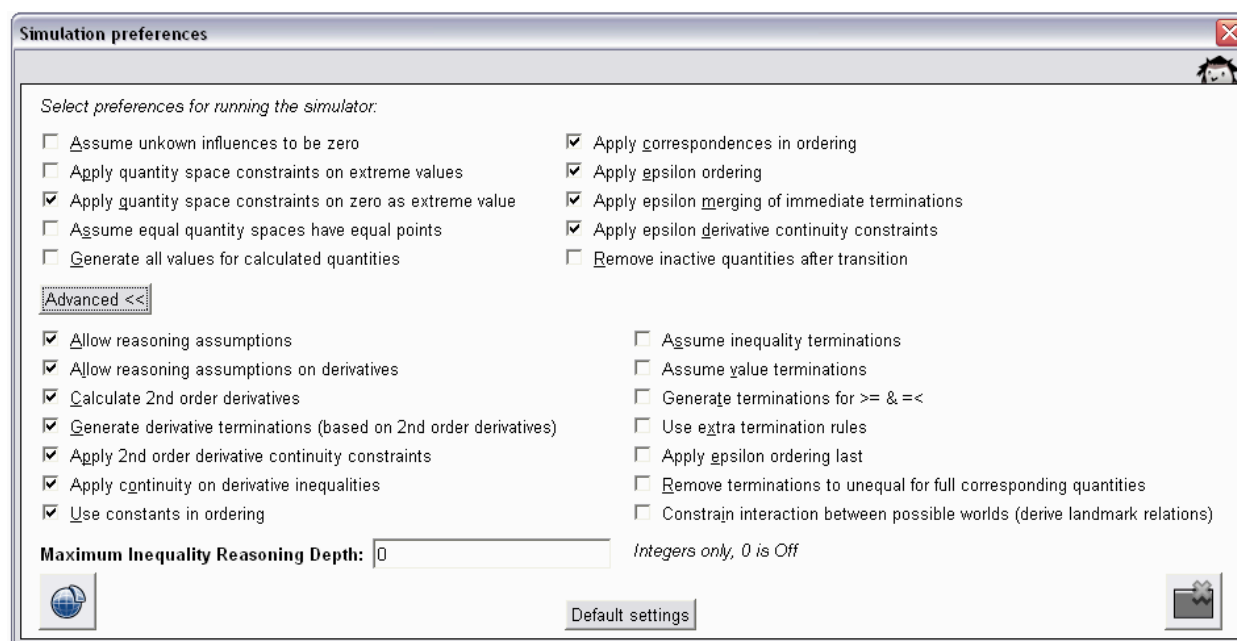 Simulation preferences
Select preferences for running the simulator:
Assume unkown influences to be zero
Apply quantity space constraints on extreme values
Apply quantity space constraints on zero as extreme value
Assume equal quantity spaces have equal points
Generate all values for calculated quantities
Apply correspondences in ordering
Apply epsilon ordering
Apply epsilon merging of immediate terminations
Apply epsilon derivative continuity constraints
Remove inactive quantities after transition
Advanced <<
Allow reasoning assumptions
Allow reasoning assumptions on derivatives
Calculate 2nd order derivatives
Generate derivative terminations (based on 2nd order derivatives)
Apply 2nd order derivative continuity constraints
Apply continuity on derivative inequalities
Use constants in ordering
Assume inequality terminations
Assume value terminations
Generate terminations for >= & =<
Use extra termination rules
Apply epsilon ordering last
Remove terminations to unequal for full corresponding quantities
Constrain interaction between possible worlds (derive landmark relations)
Maximum Inequality Reasoning Depth: 0
Integers only, 0 is Off
Default settings